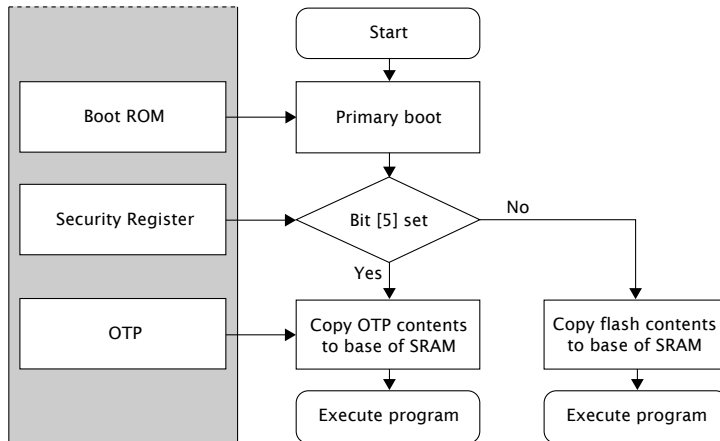 Start
Boot ROM
Primary boot
Security Register
Bit [5] set
No
Yes
OTP
Copy OTP contents
to base of SRAM
Copy flash contents
to base of SRAM
Execute program
Execute program